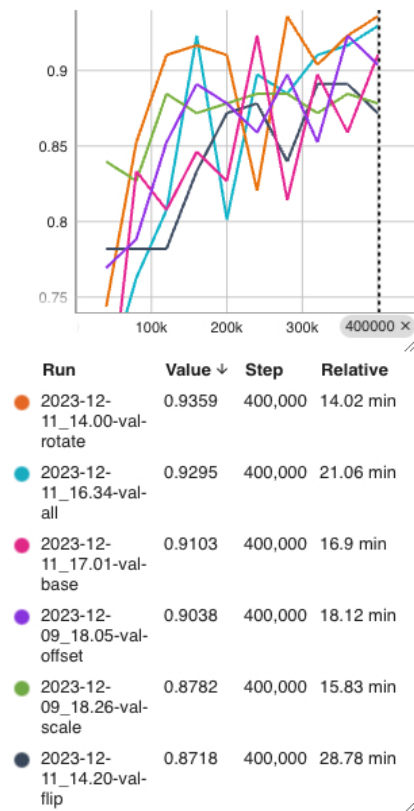 0.9
0.85
0.8
0.75
100k 200k 300k 400000 ×
Run Value ↓ Step Relative
2023-12- 0.9359 400,000 14.02 min
11_14.00-val-
rotate
2023-12- 0.9295 400,000 21.06 min
11_16.34-val-
all
2023-12- 0.9103 400,000 16.9 min
11_17.01-val-
base
2023-12- 0.9038 400,000 18.12 min
09_18.05-val-
offset
2023-12- 0.8782 400,000 15.83 min
09_18.26-val-
scale
2023-12- 0.8718 400,000 28.78 min
11_14.20-val-
flip